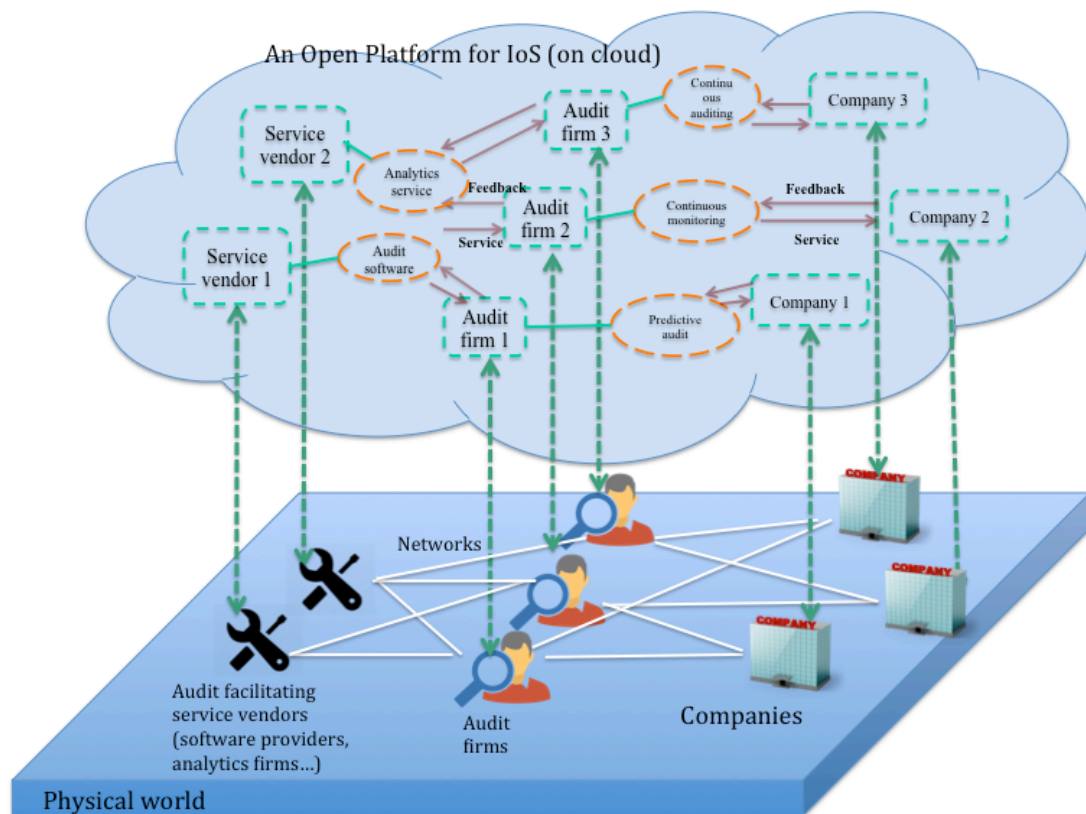 An Open Platform for IoS (on cloud)
Continu
ous
auditing
Company 3
Audit
firm 3
Service
vendor 2
Analytics
service
Feedback
Audit
firm 2
Service
Continuous
monitoring
Feedback
Service
Company 2
Service
vendor 1
Audit
software
Audit
firm 1
Predictive
audit
Company 1
COMPANY
Networks
COMPANY
COMPANY
Audit facilitating
service vendors
(software providers,
analytics firms...)
Audit
firms
Companies
Physical world